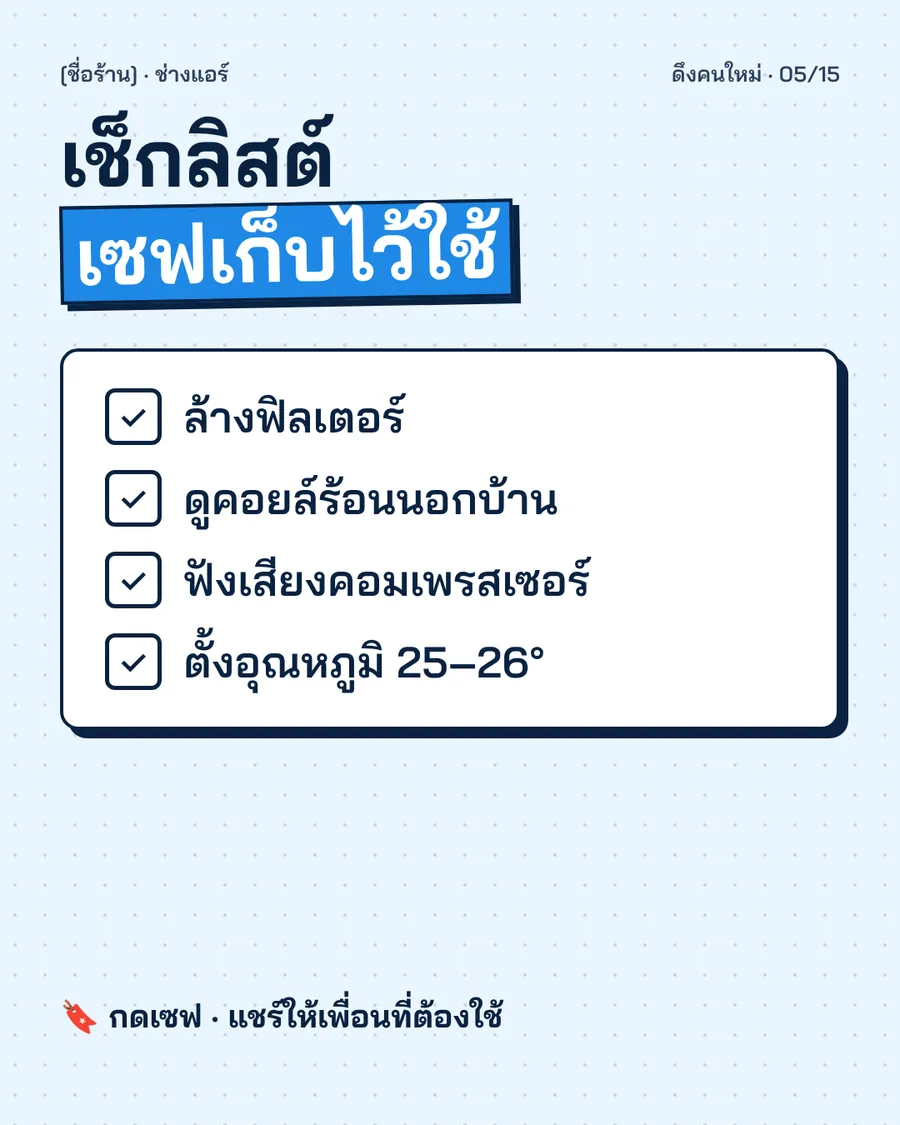 [ชื่อร้าน] · ช่างแอร์
ดึงคนใหม่ · 05/15
เช็กลิสต์
เซฟเก็บไว้ใช้
ล้างฟิลเตอร์
ดูคอยล์ร้อนนอกบ้าน
ฟังเสียงคอมเพรสเซอร์
ตั้งอุณหภูมิ 25–26°
กดเซฟ · แชร์ให้เพื่อนที่ต้องใช้